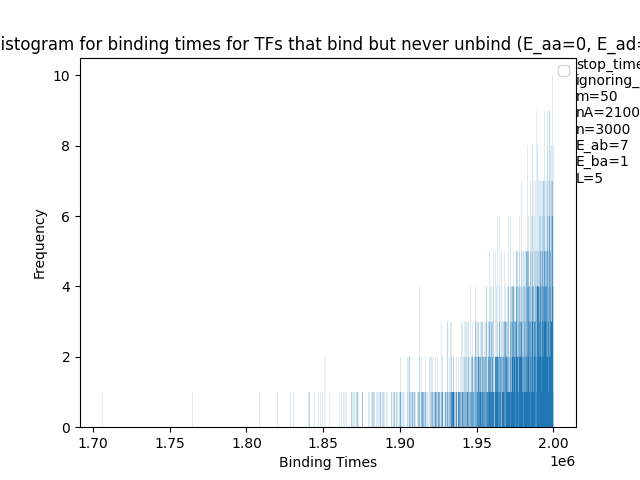 istogram for binding times for TFs that bind but never unbind (E_aa=0, E_ad=
stop_time
ignoring_
m=50
nA=2100
n=3000
E_ab=7
E_ba=1
L=5
Frequency
10
8
6
4
2
0
1.70 1.75 1.80 1.85 1.90 1.95 2.00
1e6
Binding Times